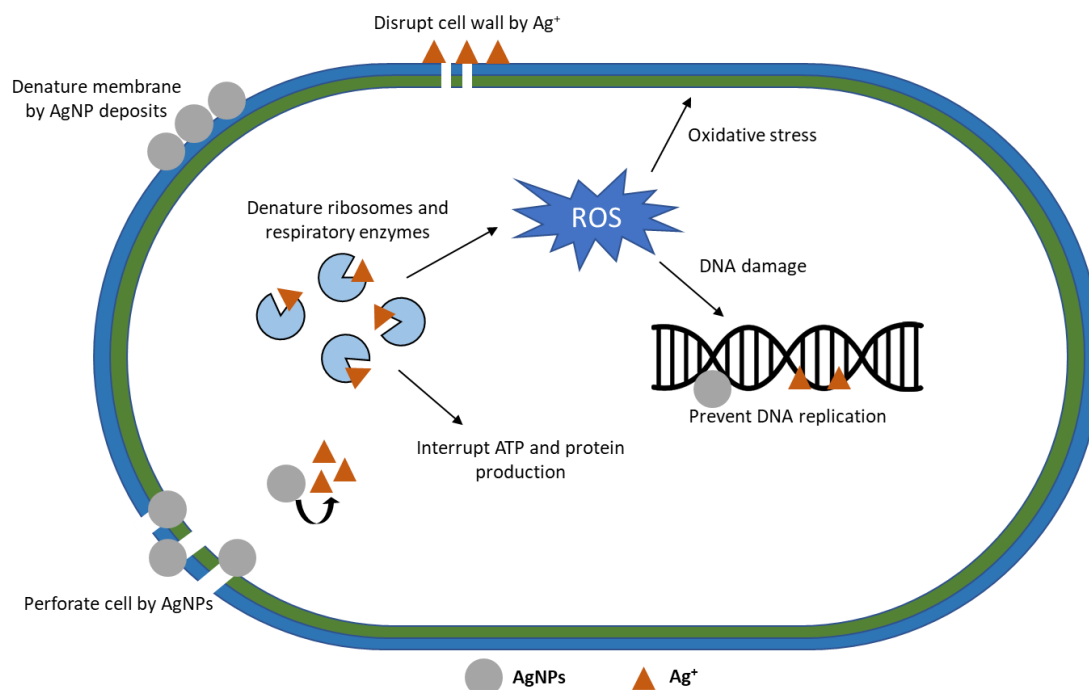 Disrupt cell wall by Ag⁺
Denature membrane
by AgNP deposits
Oxidative stress
Denature ribosomes and
respiratory enzymes
ROS
DNA damage
Prevent DNA replication
Interrupt ATP and protein
production
Perforate cell by AgNPs
AgNPs
Ag⁺